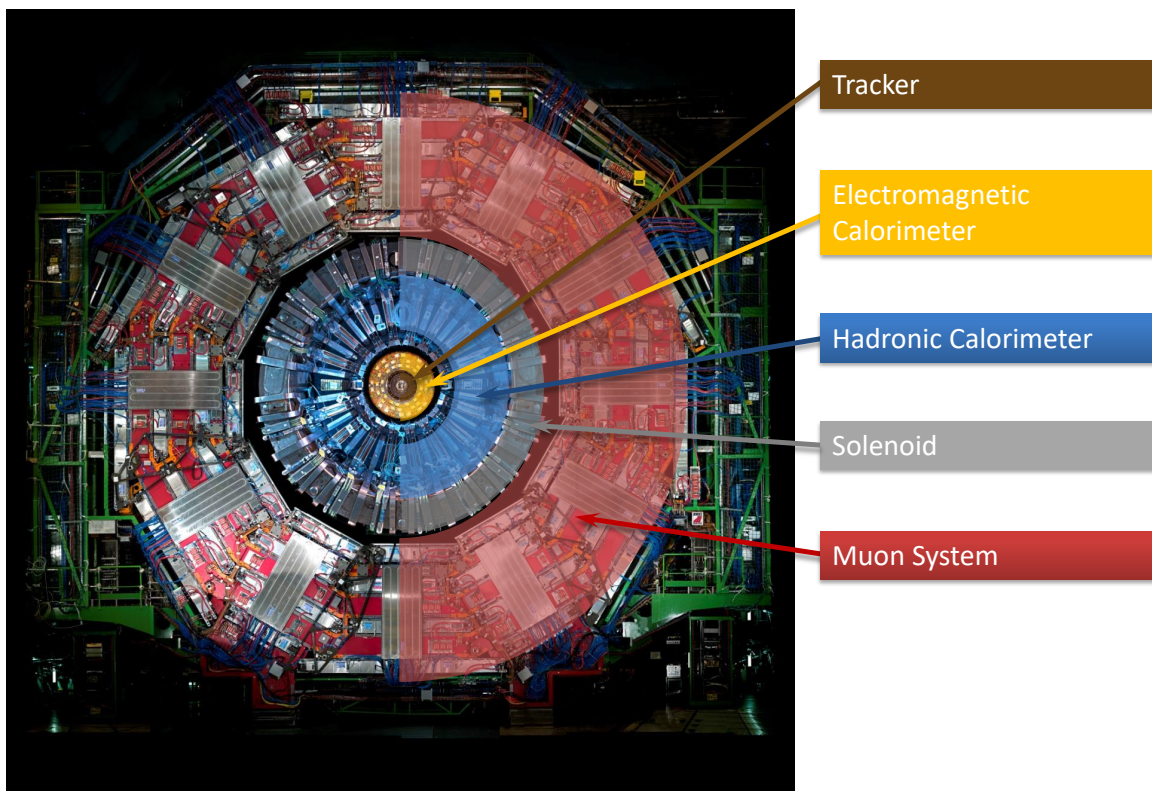 Tracker
Electromagnetic
Calorimeter
Hadronic Calorimeter
Solenoid
Muon System